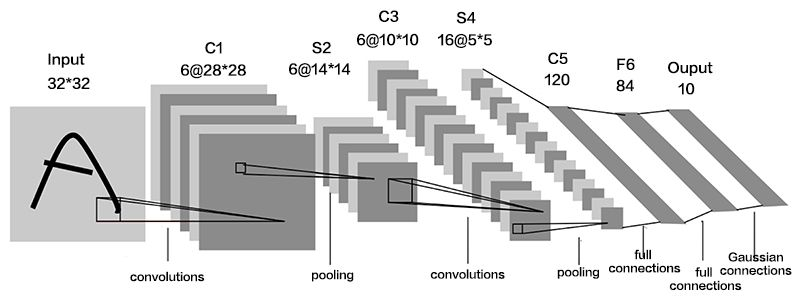 Input
32*32
C1
6@28*28
S2
6@14*14
C3
6@10*10
S4
16@5*5
C5
120
F6
84
Ouput
10
A
convolutions
pooling
convolutions
pooling
full
connections
full
connections
Gaussian
connections